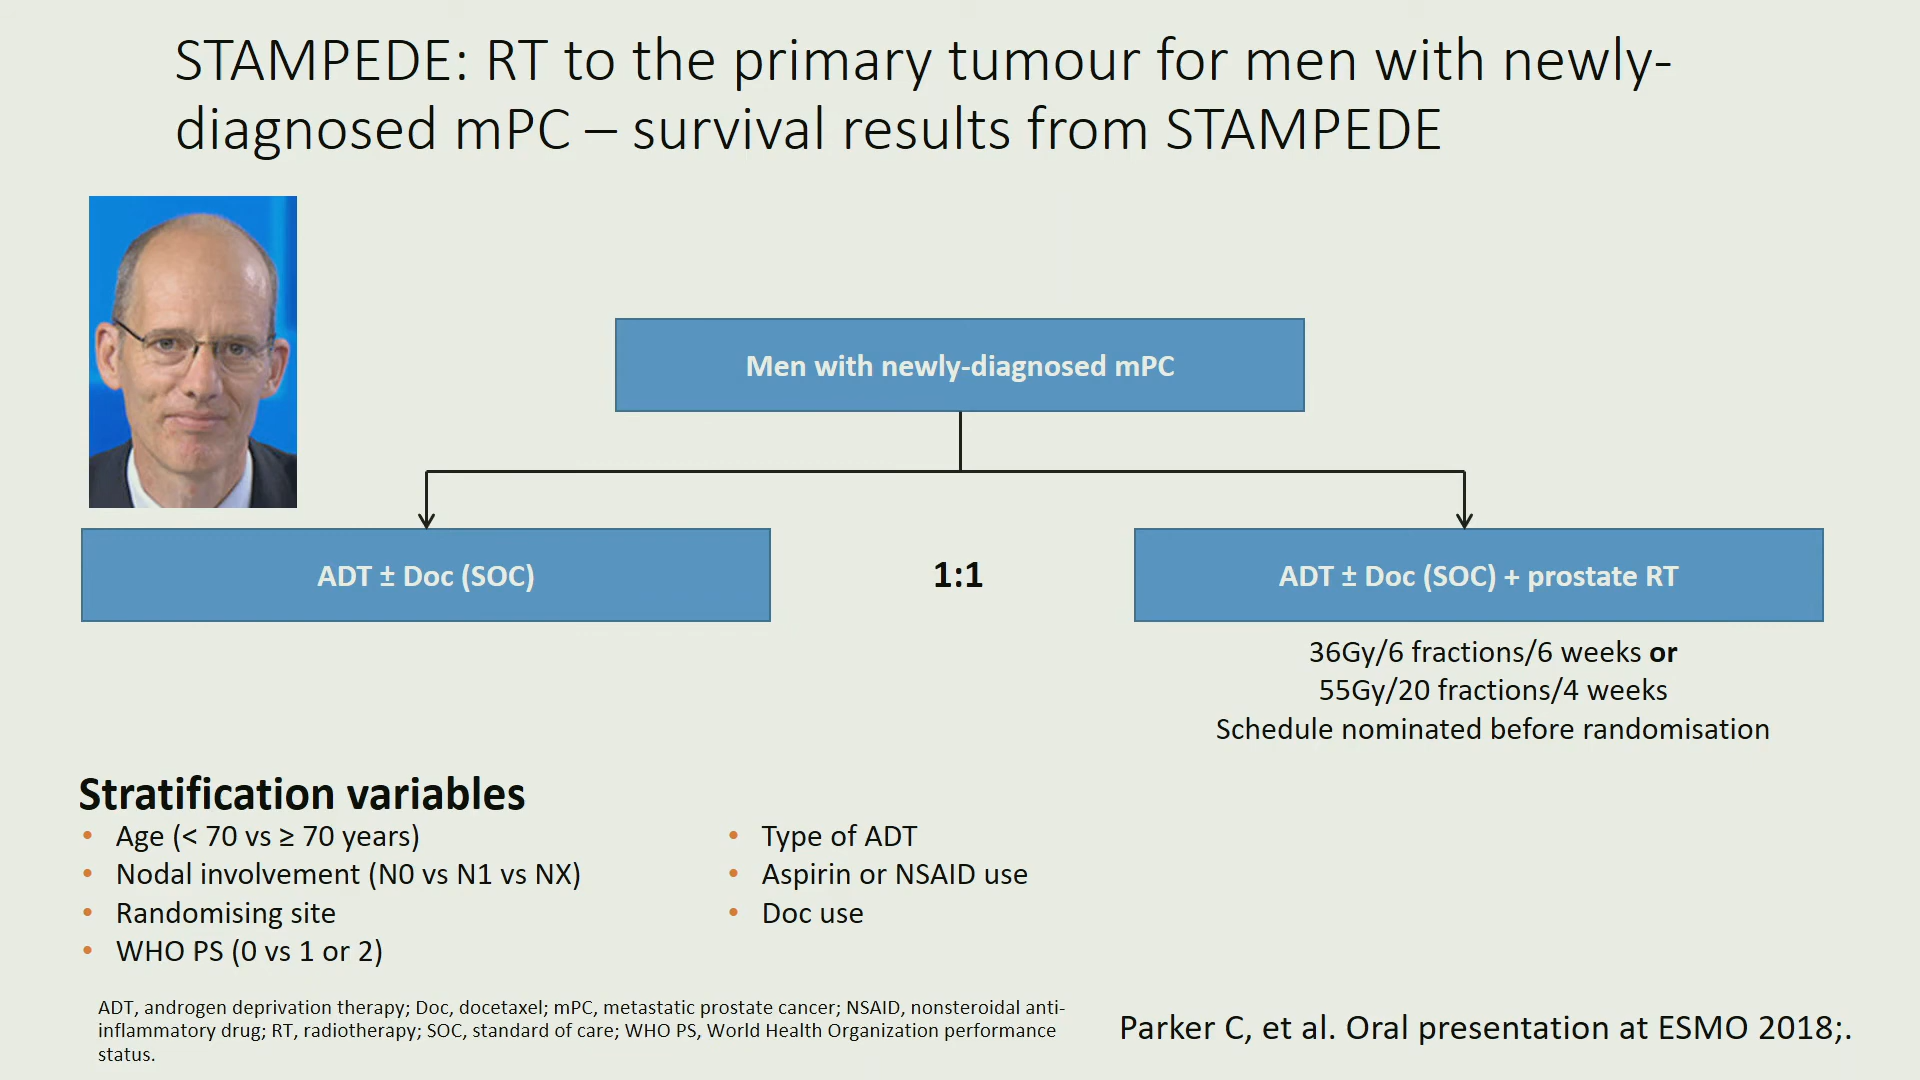 STAMPEDE: RT to the primary tumour for men with newly-
diagnosed mPC – survival results from STAMPEDE
Men with newly-diagnosed mPC
ADT ± Doc (SOC)
1:1
ADT ± Doc (SOC) + prostate RT
36Gy/6 fractions/6 weeks or
55Gy/20 fractions/4 weeks
Schedule nominated before randomisation
Stratification variables
• Age (< 70 vs ≥ 70 years)
• Nodal involvement (N0 vs N1 vs NX)
• Randomising site
• WHO PS (0 vs 1 or 2)
• Type of ADT
• Aspirin or NSAID use
• Doc use
ADT, androgen deprivation therapy; Doc, docetaxel; mPC, metastatic prostate cancer; NSAID, nonsteroidal anti-
inflammatory drug; RT, radiotherapy; SOC, standard of care; WHO PS, World Health Organization performance
status.
Parker C, et al. Oral presentation at ESMO 2018;.